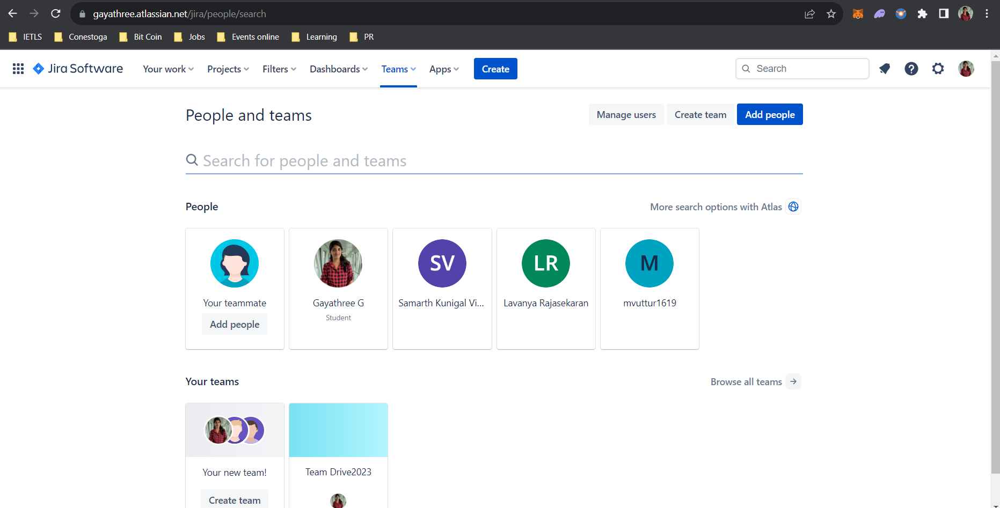 gayathree.atlassian.net/jira/people/search
IETLS Conestoga Bit Coin Jobs Events online Learning PR
Jira Software Your work Projects Filters Dashboards Teams Apps Create Search
People and teams Manage users Create team Add people
Search for people and teams
People More search options with Atlas
SV LR M
Your teammate Gayathree G Samarth Kunigal Vi... Lavanya Rajasekaran mvuttur1619
Add people Student
Your teams Browse all teams
Your new team! Team Drive2023
Create team